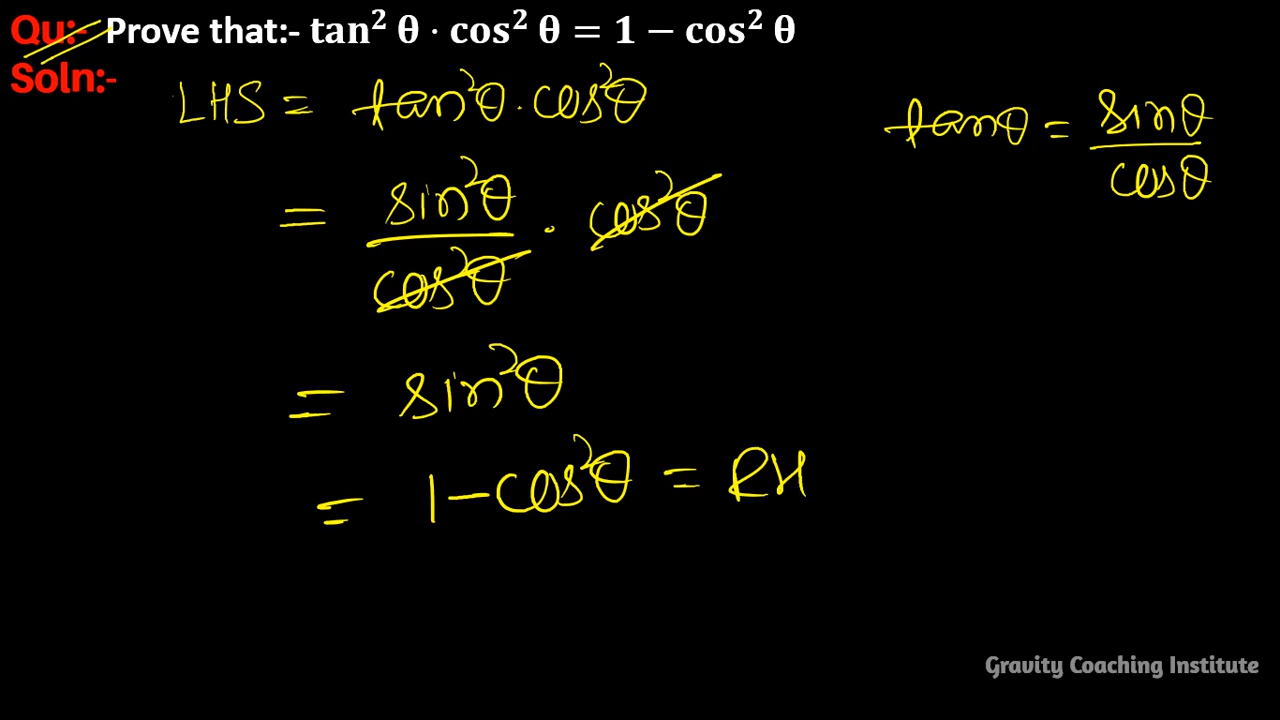 Qu:- Prove that:- tan² θ · cos² θ = 1 − cos² θ
Soln:-
LHS = tan²θ · cos²θ
tanθ = sinθ/cosθ
= sin²θ/cos²θ · cos²θ
= sin²θ
= 1 − cos²θ = RH
Gravity Coaching Institute